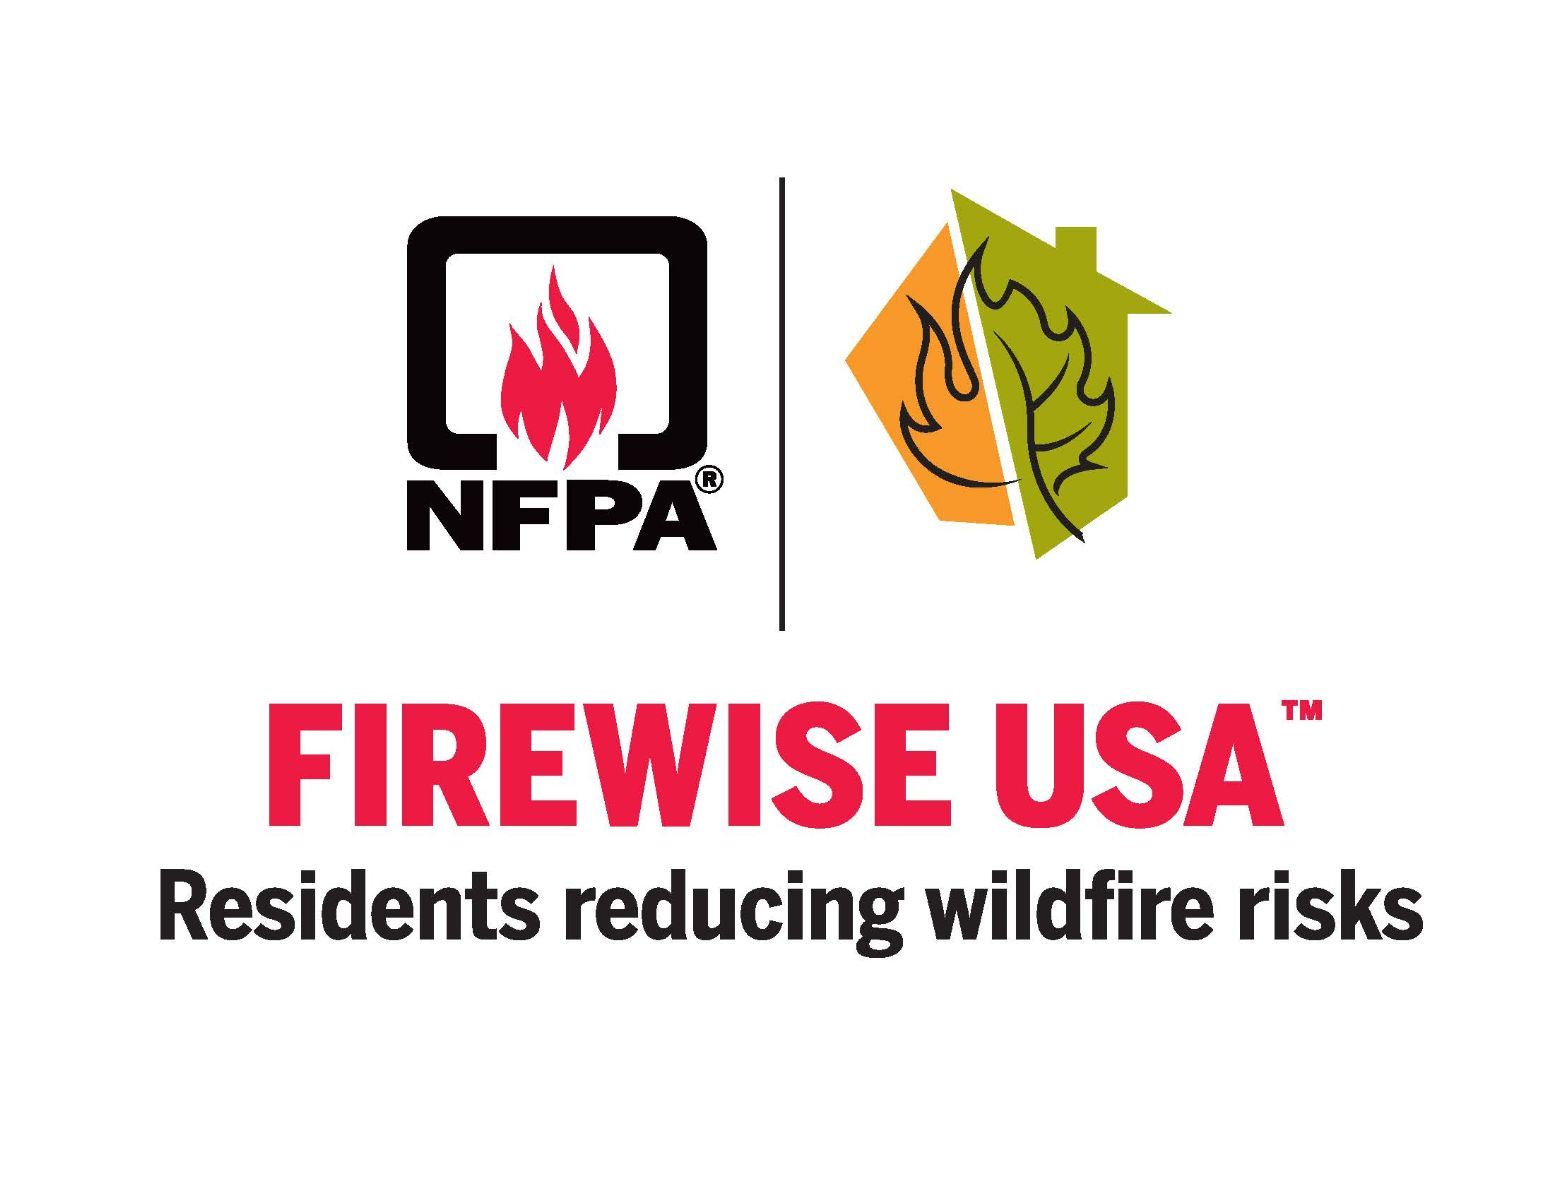 NFPA®
FIREWISE USA™
Residents reducing wildfire risks